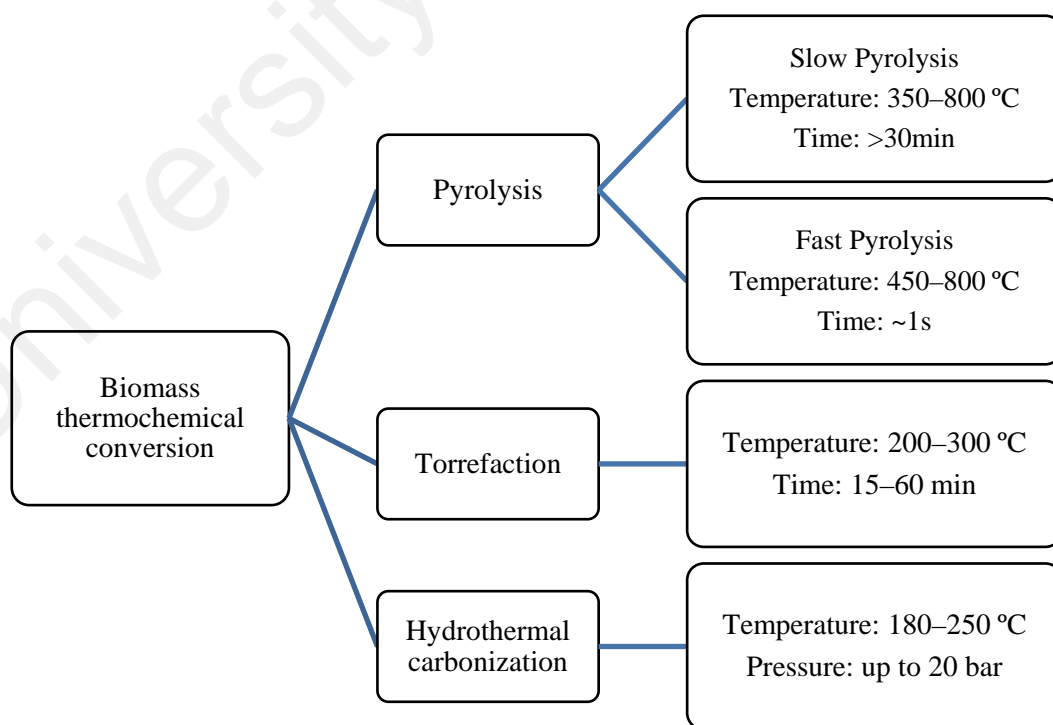 University
Biomass
thermochemical
conversion
Pyrolysis
Slow Pyrolysis
Temperature: 350–800 ºC
Time: >30min
Fast Pyrolysis
Temperature: 450–800 ºC
Time: ~1s
Torrefaction
Temperature: 200–300 ºC
Time: 15–60 min
Hydrothermal
carbonization
Temperature: 180–250 ºC
Pressure: up to 20 bar